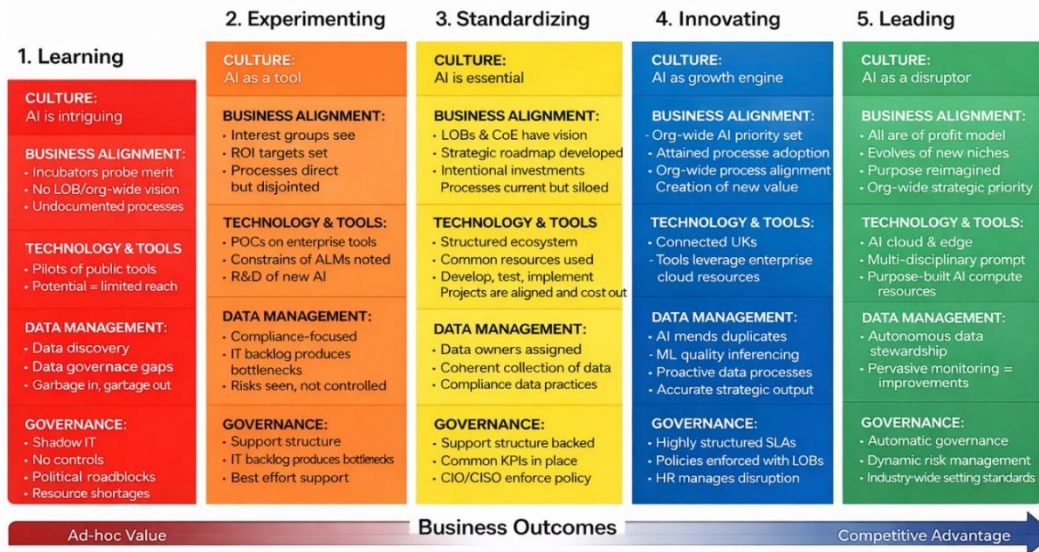 1. Learning
CULTURE:
AI is intriguing
BUSINESS ALIGNMENT:
• Incubators probe merit
• No LOB/org-wide vision
• Undocumented processes
TECHNOLOGY & TOOLS
• Pilots of public tools
• Potential = limited reach
DATA MANAGEMENT:
• Data discovery
• Data governace gaps
• Garbage in, gartage out
GOVERNANCE:
• Shadow IT
• No controls
• Political roadblocks
• Resource shortages
2. Experimenting
CULTURE:
AI as a tool
BUSINESS ALIGNMENT:
• Interest groups see
• ROI targets set
• Processes direct
but disjointed
TECHNOLOGY & TOOLS:
• POCs on enterprise tools
• Constrains of ALMs noted
• R&D of new AI
DATA MANAGEMENT:
• Compliance-focused
• IT backlog produces
bottlenecks
• Risks seen, not controlled
GOVERNANCE:
• Support structure
• IT backlog produces bottlenecks
• Best effort support
3. Standardizing
CULTURE:
AI is essential
BUSINESS ALIGNMENT:
• LOBs & CoE have vision
• Strategic roadmap developed
• Intentional investments
Processes current but siloed
TECHNOLOGY & TOOLS
• Structured ecosystem
• Common resources used
• Develop, test, implement
Projects are aligned and cost out
DATA MANAGEMENT:
• Data owners assigned
• Coherent collection of data
• Compliance data practices
GOVERNANCE:
• Support structure backed
• Common KPIs in place
• CIO/CISO enforce policy
4. Innovating
CULTURE:
AI as growth engine
BUSINESS ALIGNMENT:
- Org-wide AI priority set
• Attained processe adoption
• Org-wide process alignment
Creation of new value
TECHNOLOGY & TOOLS:
• Connected UKs
- Tools leverage enterprise
cloud resources
DATA MANAGEMENT:
• AI mends duplicates
- ML quality inferencing
• Proactive data processes
• Accurate strategic output
GOVERNANCE:
• Highly structured SLAs
• Policies enforced with LOBs
• HR manages disruption
5. Leading
CULTURE:
AI as a disruptor
BUSINESS ALIGNMENT:
• All are of profit model
• Evolves of new niches
• Purpose reimagined
• Org-wide strategic priority
TECHNOLOGY & TOOLS:
• AI cloud & edge
• Multi-disciplinary prompt
• Purpose-built AI compute
resources
DATA MANAGEMENT:
• Autonomous data
stewardship
• Pervasive monitoring =
improvements
GOVERNANCE:
• Automatic governance
• Dynamic risk management
• Industry-wide setting standards
Ad-hoc Value
Business Outcomes
Competitive Advantage